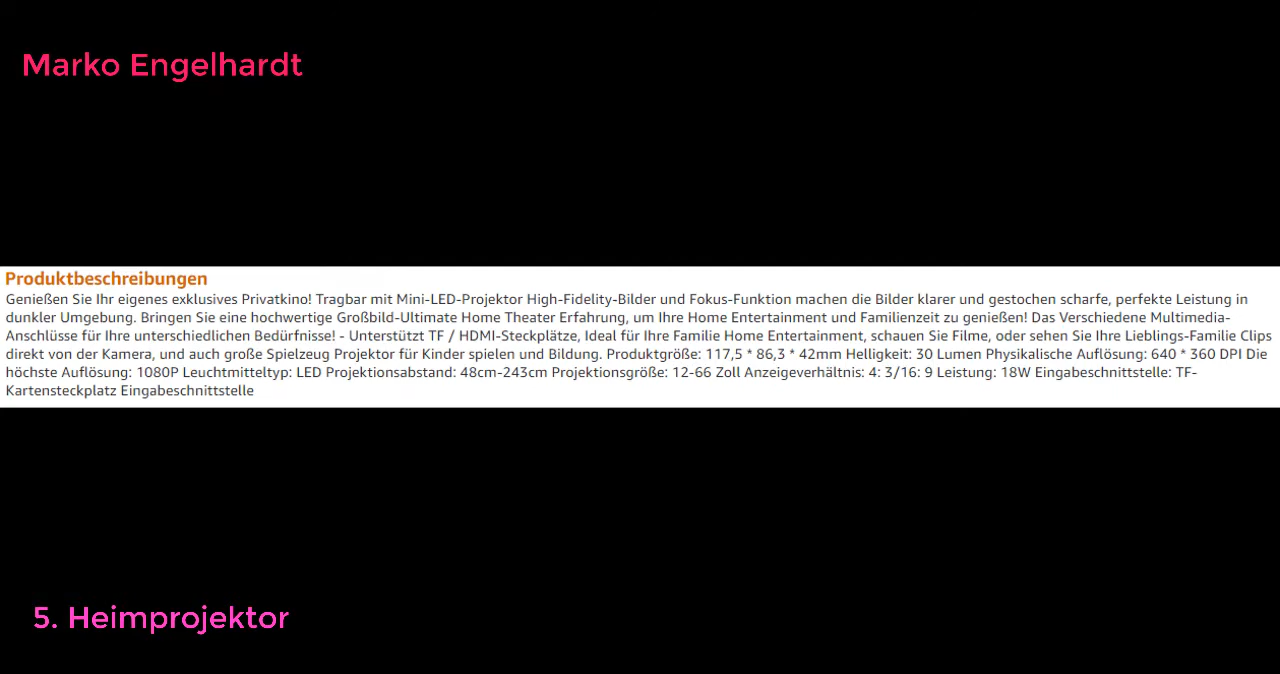 Marko Engelhardt
Produktbeschreibungen
Genießen Sie Ihr eigenes exklusives Privatkino! Tragbar mit Mini-LED-Projektor High-Fidelity-Bilder und Fokus-Funktion machen die Bilder klarer und gestochen scharfe, perfekte Leistung in
dunkler Umgebung. Bringen Sie eine hochwertige Großbild-Ultimate Home Theater Erfahrung, um Ihre Home Entertainment und Familienzeit zu genießen! Das Verschiedene Multimedia-
Anschlüsse für Ihre unterschiedlichen Bedürfnisse! - Unterstützt TF / HDMI-Steckplätze, Ideal für Ihre Familie Home Entertainment, schauen Sie Filme, oder sehen Sie Ihre Lieblings-Familie Clips
direkt von der Kamera, und auch große Spielzeug Projektor für Kinder spielen und Bildung. Produktgröße: 117,5 * 86,3 * 42mm Helligkeit: 30 Lumen Physikalische Auflösung: 640 * 360 DPI Die
höchste Auflösung: 1080P Leuchtmitteltyp: LED Projektionsabstand: 48cm-243cm Projektionsgröße: 12-66 Zoll Anzeigeverhältnis: 4: 3/16: 9 Leistung: 18W Eingabeschnittstelle: TF-
Kartensteckplatz Eingabeschnittstelle
5. Heimprojektor